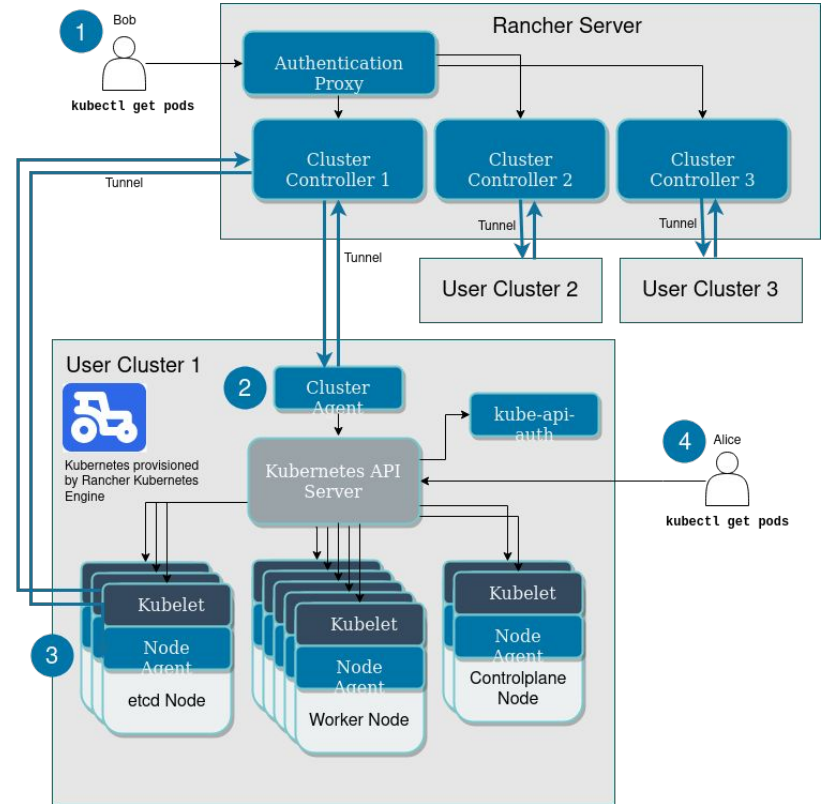 1
Bob
kubectl get pods
Rancher Server
Authentication
Proxy
Cluster
Controller 1
Cluster
Controller 2
Cluster
Controller 3
Tunnel
Tunnel
Tunnel
Tunnel
User Cluster 2
User Cluster 3
User Cluster 1
Kubernetes provisioned
by Rancher Kubernetes
Engine
2
Cluster
Agent
kube-api-
auth
Kubernetes API
Server
4
Alice
kubectl get pods
3
Kubelet
Node
Agent
etcd Node
Kubelet
Node
Agent
Worker Node
Kubelet
Node
Agent
Controlplane
Node